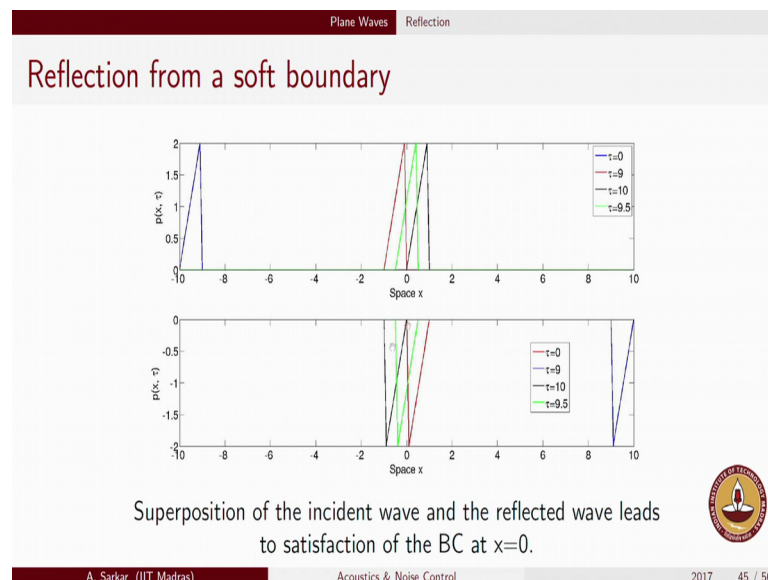 Plane Waves Reflection
Reflection from a soft boundary
2
1.5
1
0.5
0
p(x, τ)
-10 -8 -6 -4 -2 0 2 4 6 8 10
Space x
τ=0
τ=9
τ=10
τ=9.5
0
-0.5
-1
-1.5
-2
p(x, τ)
-10 -8 -6 -4 -2 0 2 4 6 8 10
Space x
τ=0
τ=9
τ=10
τ=9.5
Superposition of the incident wave and the reflected wave leads
to satisfaction of the BC at x=0.
A. Sarkar (IIT Madras) Acoustics & Noise Control 2017 45 /